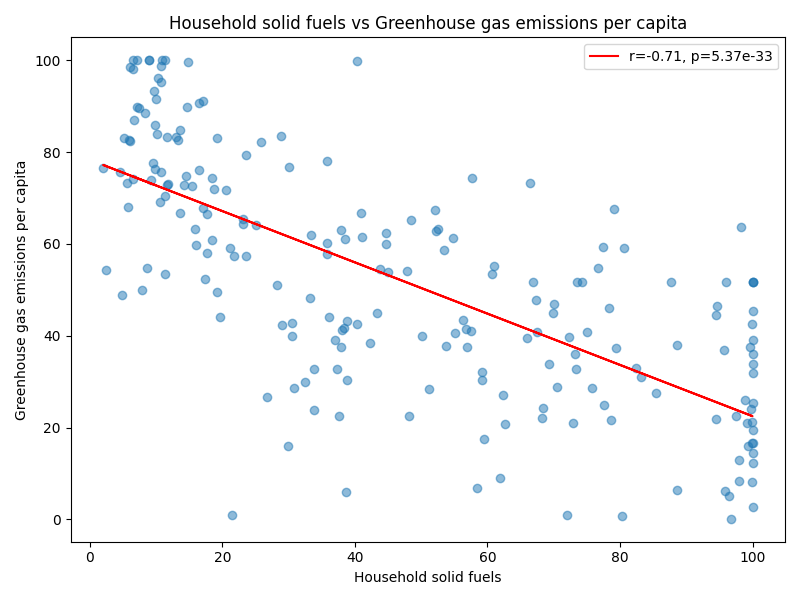 Household solid fuels vs Greenhouse gas emissions per capita
r=-0.71, p=5.37e-33
Greenhouse gas emissions per capita
100
80
60
40
20
0
0 20 40 60 80 100
Household solid fuels